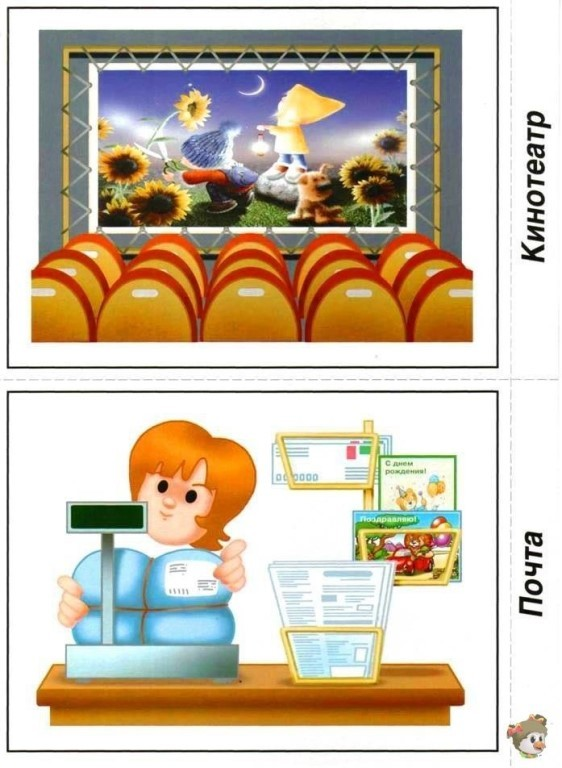 Кинотеатр
С днем
рождения!
Поздравляю!
Почта